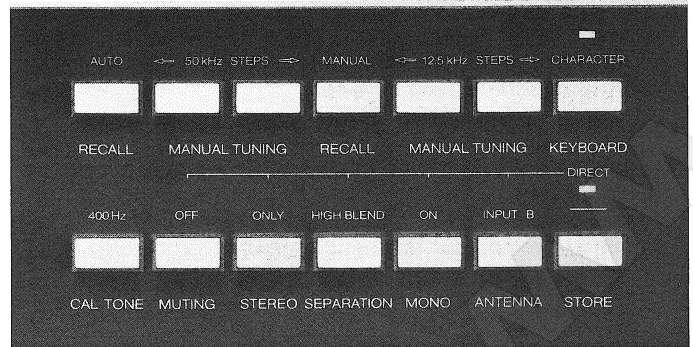 AUTO ⇐ 50 kHz STEPS ⇒ MANUAL ⇐ 12.5 kHz STEPS ⇒ CHARACTER
RECALL MANUAL TUNING RECALL MANUAL TUNING KEYBOARD
DIRECT
400 Hz OFF ONLY HIGH BLEND ON INPUT B
CAL TONE MUTING STEREO SEPARATION MONO ANTENNA STORE